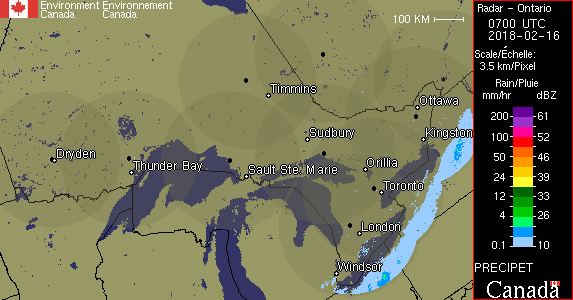 Environment Environnement
Canada Canada
100 KM
Timmins
Ottawa
Sudbury
Kingston
Dryden
Thunder Bay
Sault Ste. Marie
Orillia
Toronto
London
Windsor
Radar - Ontario
0700 UTC
2018-02-16
Scale/Échelle:
3.5 km/Pixel
Rain/Pluie
mm/hr dBZ
200 61
100 52
50 46
24 39
12 33
4 26
0.1 10
PRECIPET
Canada